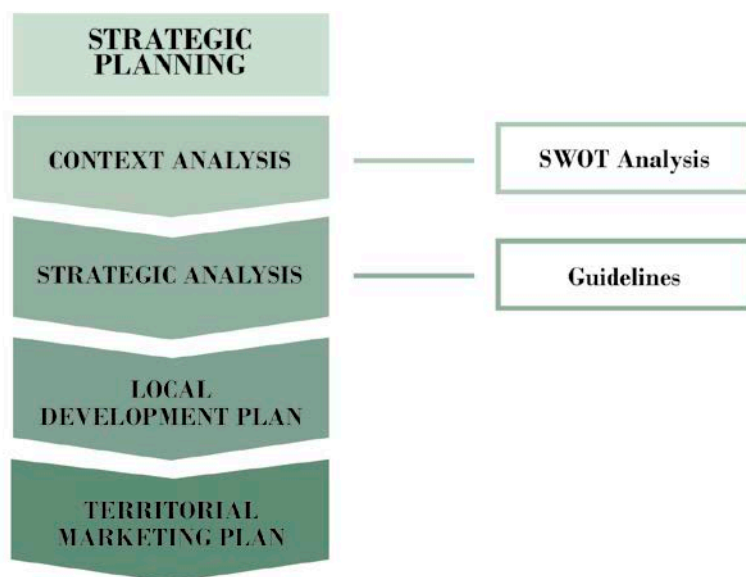 STRATEGIC
PLANNING
CONTEXT ANALYSIS
SWOT Analysis
STRATEGIC ANALYSIS
Guidelines
LOCAL
DEVELOPMENT PLAN
TERRITORIAL
MARKETING PLAN